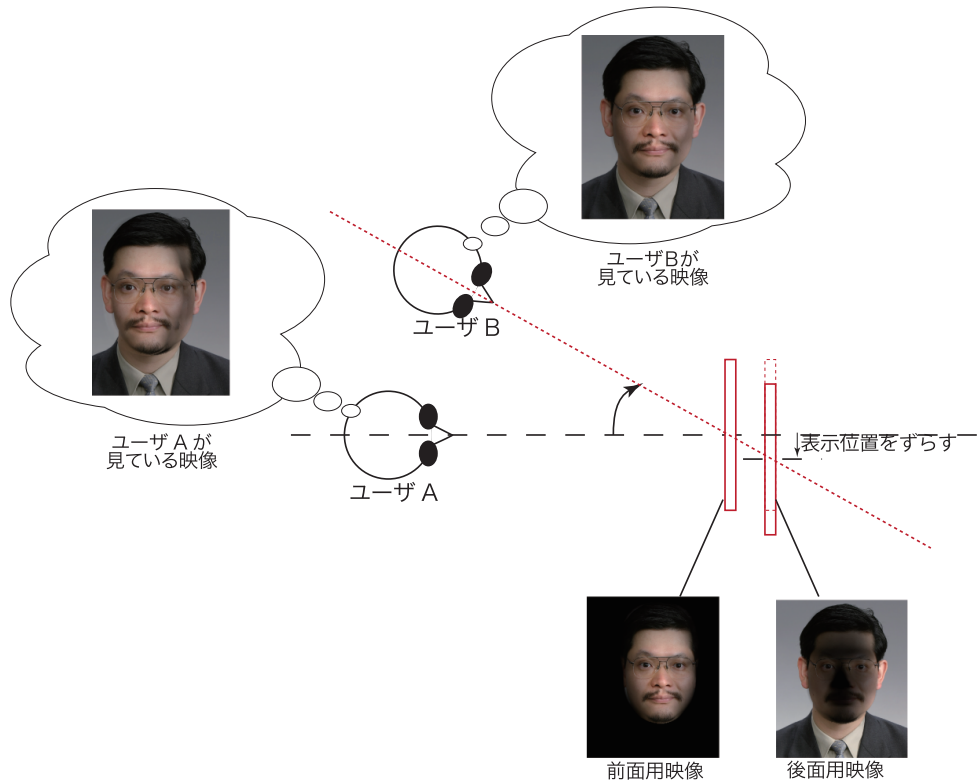 ユーザBが
見ている映像
ユーザ B
ユーザ A が
見ている映像
ユーザ A
表示位置をずらす
前面用映像
後面用映像